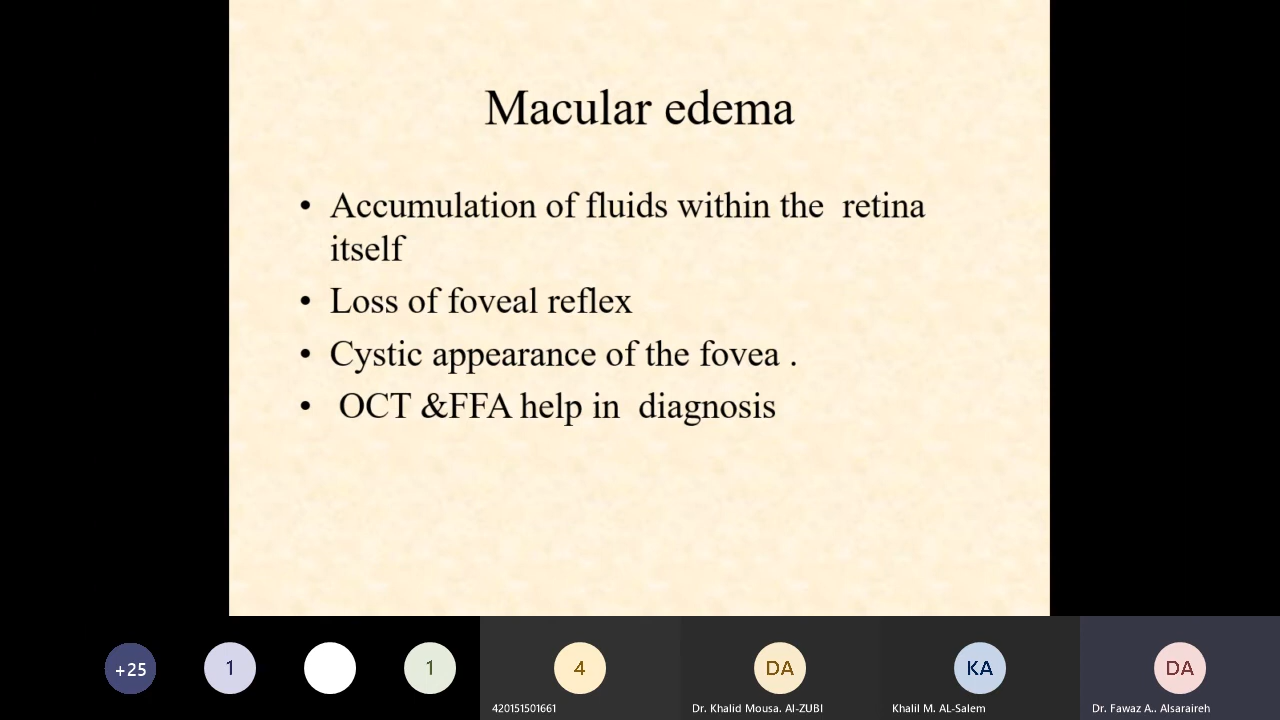 Macular edema
• Accumulation of fluids within the  retina
itself
• Loss of foveal reflex
• Cystic appearance of the fovea .
•  OCT &FFA help in  diagnosis
+25
1
1
4
DA
KA
DA
420151501661
Dr. Khalid Mousa. Al-ZUBI
Khalil M. AL-Salem
Dr. Fawaz A.. Alsaraireh